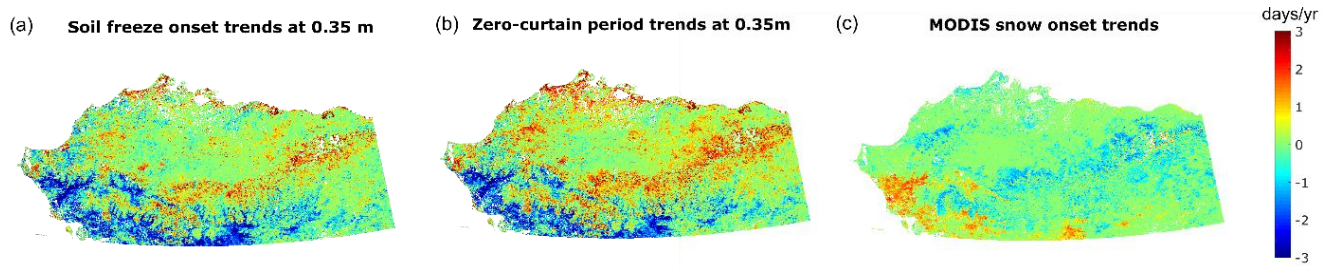 (a) Soil freeze onset trends at 0.35 m
(b) Zero-curtain period trends at 0.35m
(c) MODIS snow onset trends
days/yr
3
2
1
0
-1
-2
-3